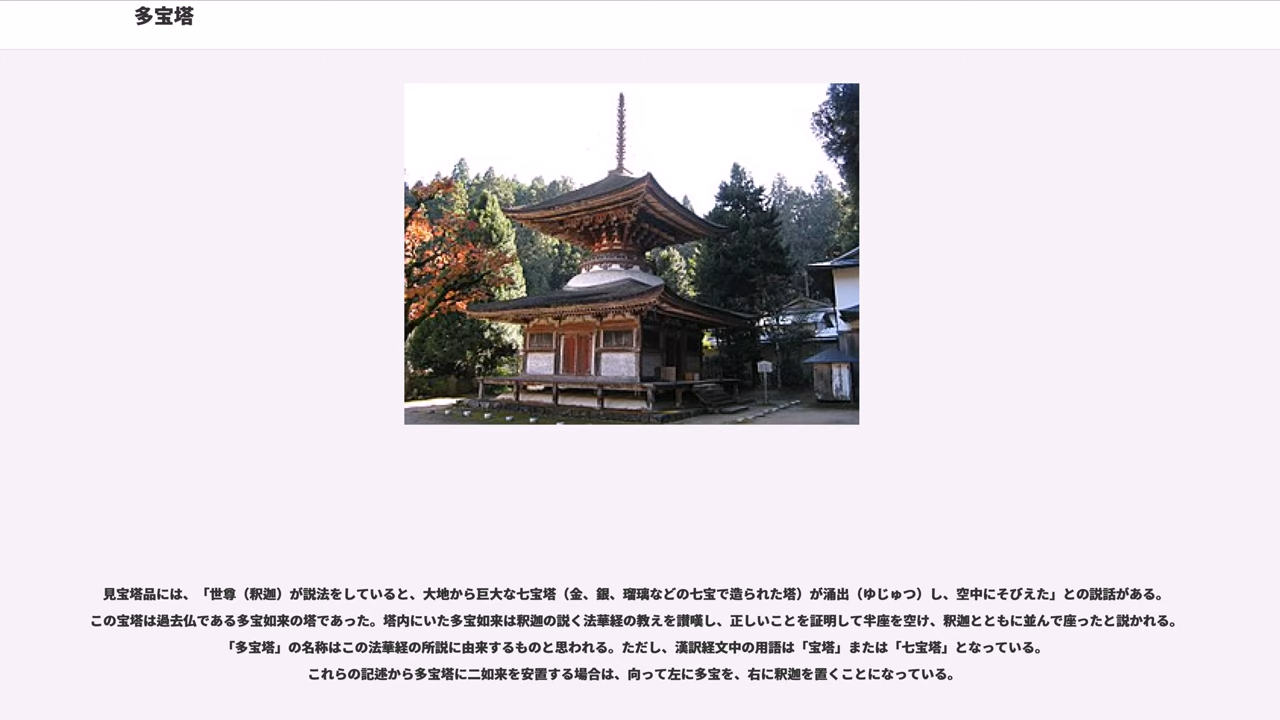 多宝塔
見宝塔品には、「世尊（釈迦）が説法をしていると、大地から巨大な七宝塔（金、銀、瑠璃などの七宝で造られた塔）が涌出（ゆじゅつ）し、空中にそびえた」との説話がある。
この宝塔は過去仏である多宝如来の塔であった。塔内にいた多宝如来は釈迦の説く法華経の教えを讃嘆し、正しいことを証明して半座を空け、釈迦とともに並んで座ったと説かれる。
「多宝塔」の名称はこの法華経の所説に由来するものと思われる。ただし、漢訳経文中の用語は「宝塔」または「七宝塔」となっている。
これらの記述から多宝塔に二如来を安置する場合は、向って左に多宝を、右に釈迦を置くことになっている。